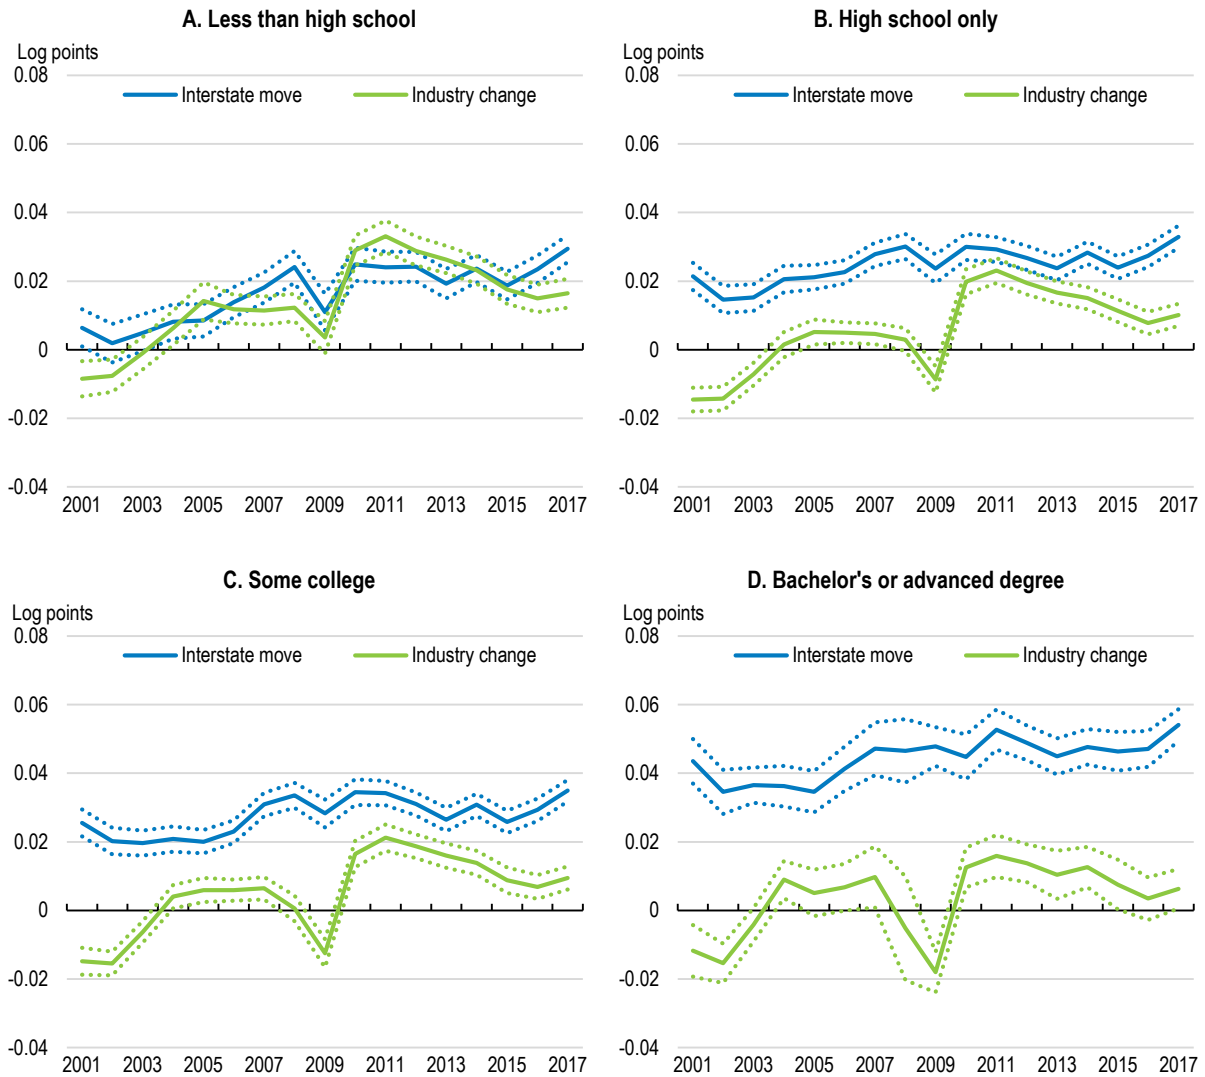 A. Less than high school
Log points
0.08
Interstate move Industry change
0.06
0.04
0.02
0
-0.02
-0.04
2001 2003 2005 2007 2009 2011 2013 2015 2017
B. High school only
Log points
0.08
Interstate move Industry change
0.06
0.04
0.02
0
-0.02
-0.04
2001 2003 2005 2007 2009 2011 2013 2015 2017
C. Some college
Log points
0.08
Interstate move Industry change
0.06
0.04
0.02
0
-0.02
-0.04
2001 2003 2005 2007 2009 2011 2013 2015 2017
D. Bachelor's or advanced degree
Log points
0.08
Interstate move Industry change
0.06
0.04
0.02
0
-0.02
-0.04
2001 2003 2005 2007 2009 2011 2013 2015 2017